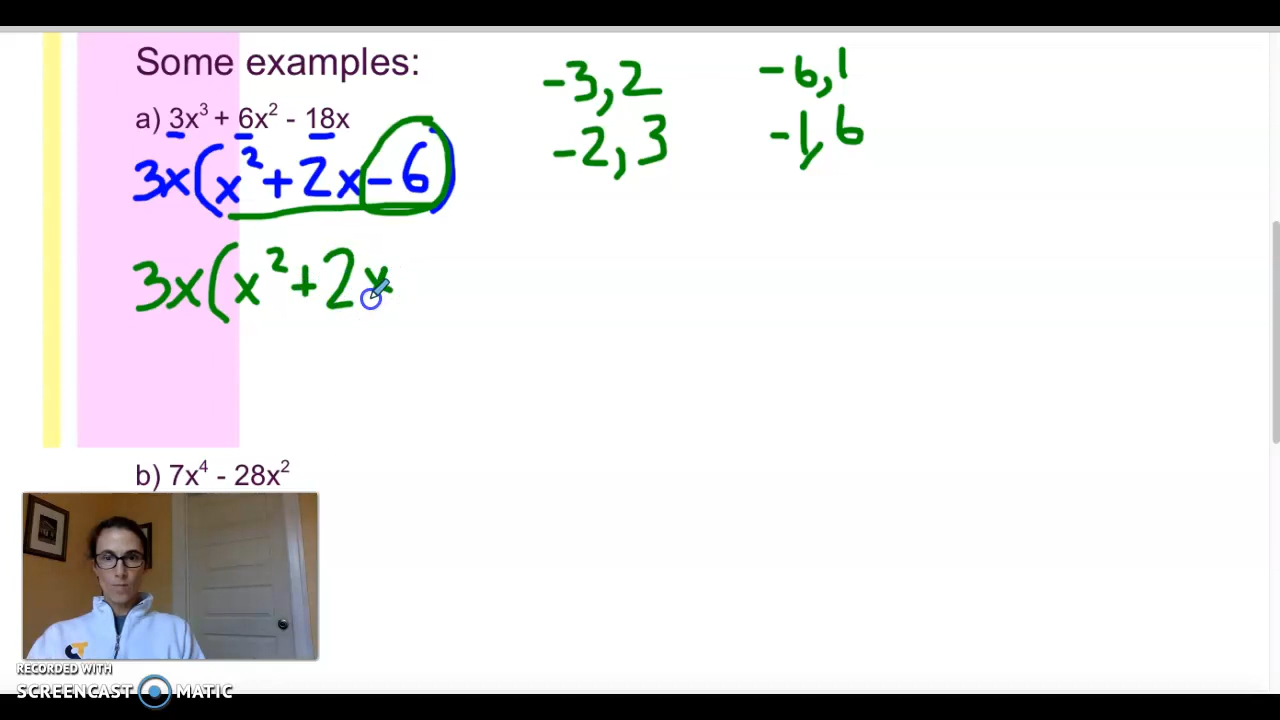 Some examples:
-3,2
-6,1
a) 3x³ + 6x² - 18x
-2,3
-1,6
3x(x²+2x-6)
3x(x²+2x
b) 7x⁴ - 28x²
RECORDED WITH
SCREENCAST MATIC